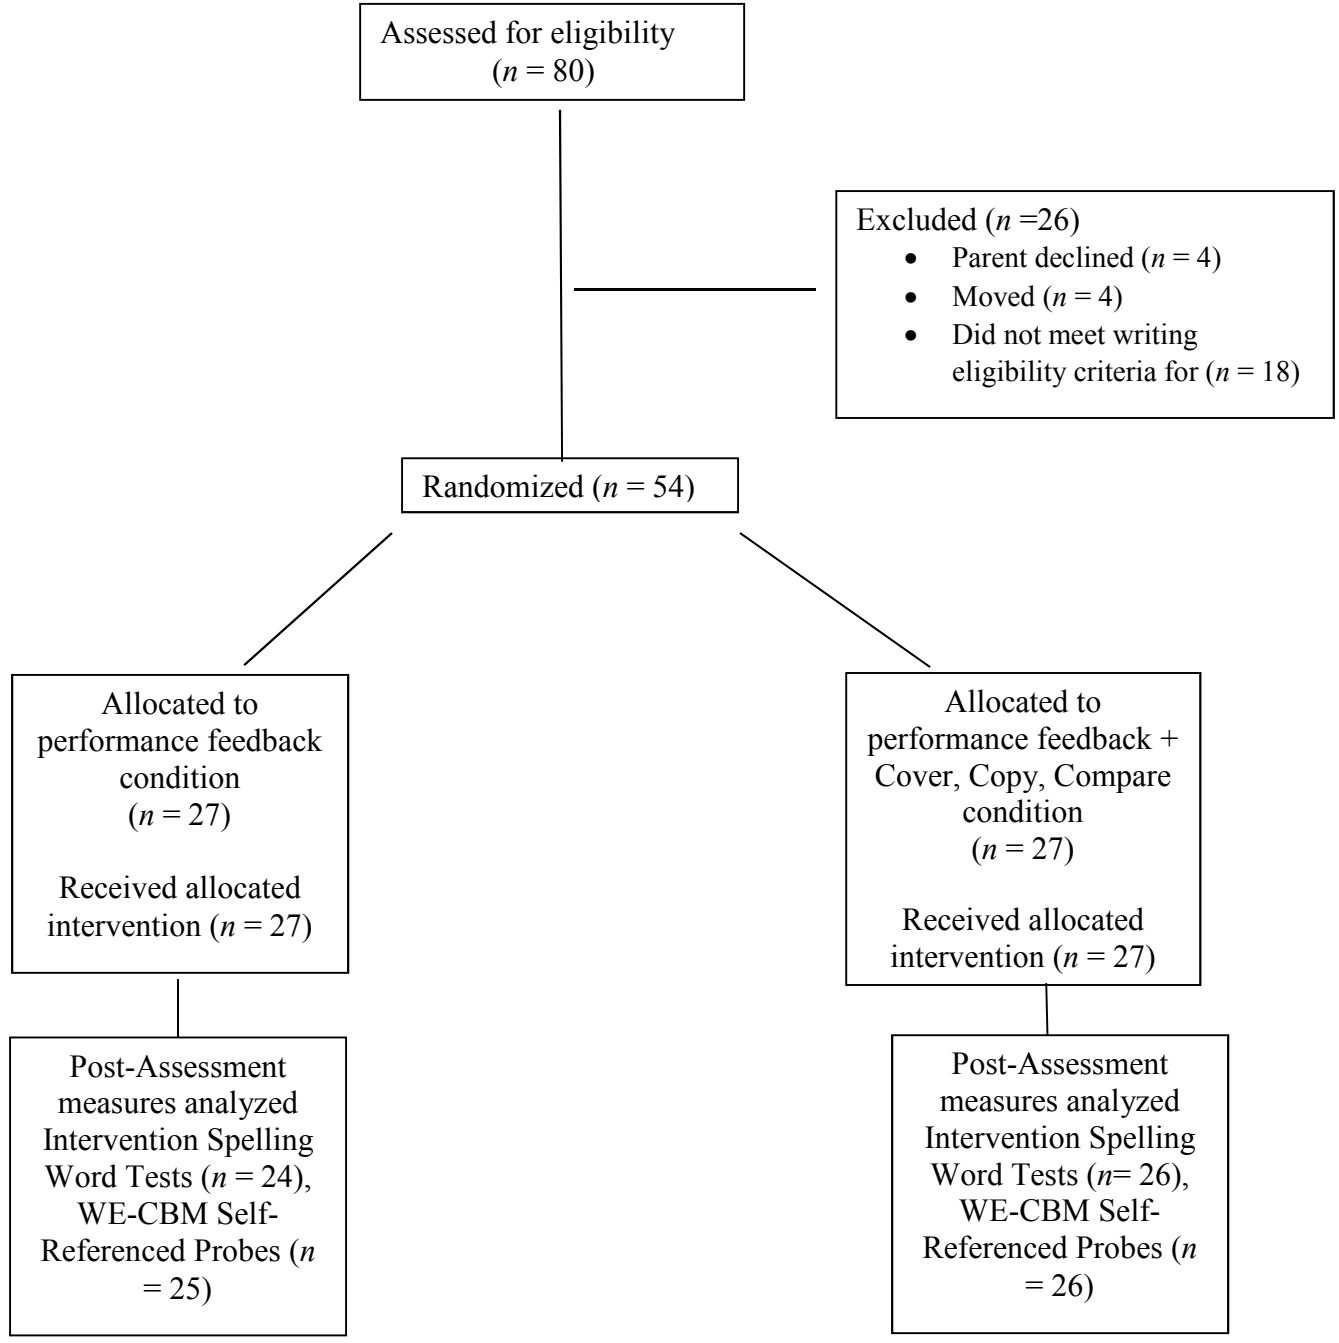 Assessed for eligibility
(n = 80)
Excluded (n =26)
• Parent declined (n = 4)
• Moved (n = 4)
• Did not meet writing
eligibility criteria for (n = 18)
Randomized (n = 54)
Allocated to
performance feedback
condition
(n = 27)
Received allocated
intervention (n = 27)
Allocated to
performance feedback +
Cover, Copy, Compare
condition
(n = 27)
Received allocated
intervention (n = 27)
Post-Assessment
measures analyzed
Intervention Spelling
Word Tests (n = 24),
WE-CBM Self-
Referenced Probes (n
= 25)
Post-Assessment
measures analyzed
Intervention Spelling
Word Tests (n= 26),
WE-CBM Self-
Referenced Probes (n
= 26)